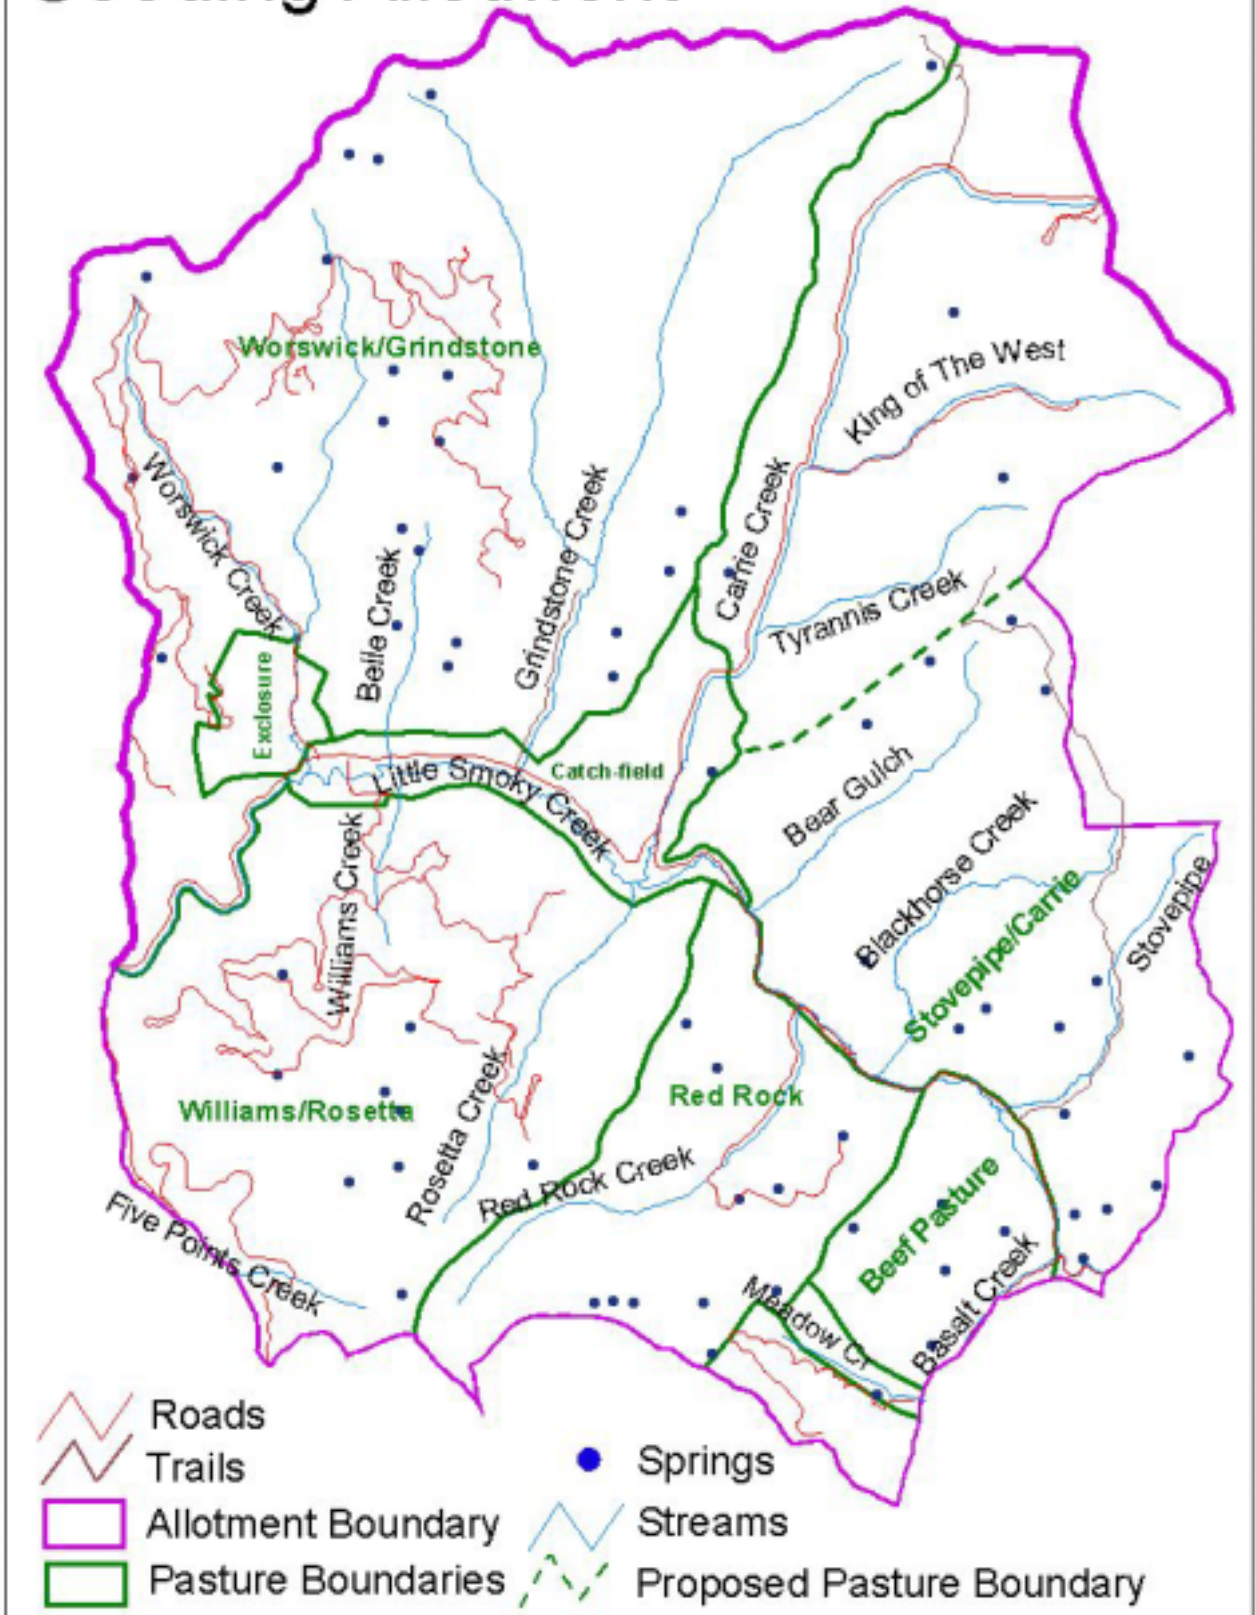 Worswick/Grindstone
King of The West
Worswick Creek
Belle Creek
Grindstone Creek
Carrie Creek
Tyrannis Creek
Exclosure
Catch-field
Little Smoky Creek
Bear Gulch
Williams Creek
Blackhorse Creek
Stovepipe/Carrie
Stovepipe
Williams/Rosetta
Rosetta Creek
Red Rock
Red Rock Creek
Five Points Creek
Beef Pasture
Meadow Cr
Basalt Creek
Roads
Trails
Allotment Boundary
Pasture Boundaries
Springs
Streams
Proposed Pasture Boundary